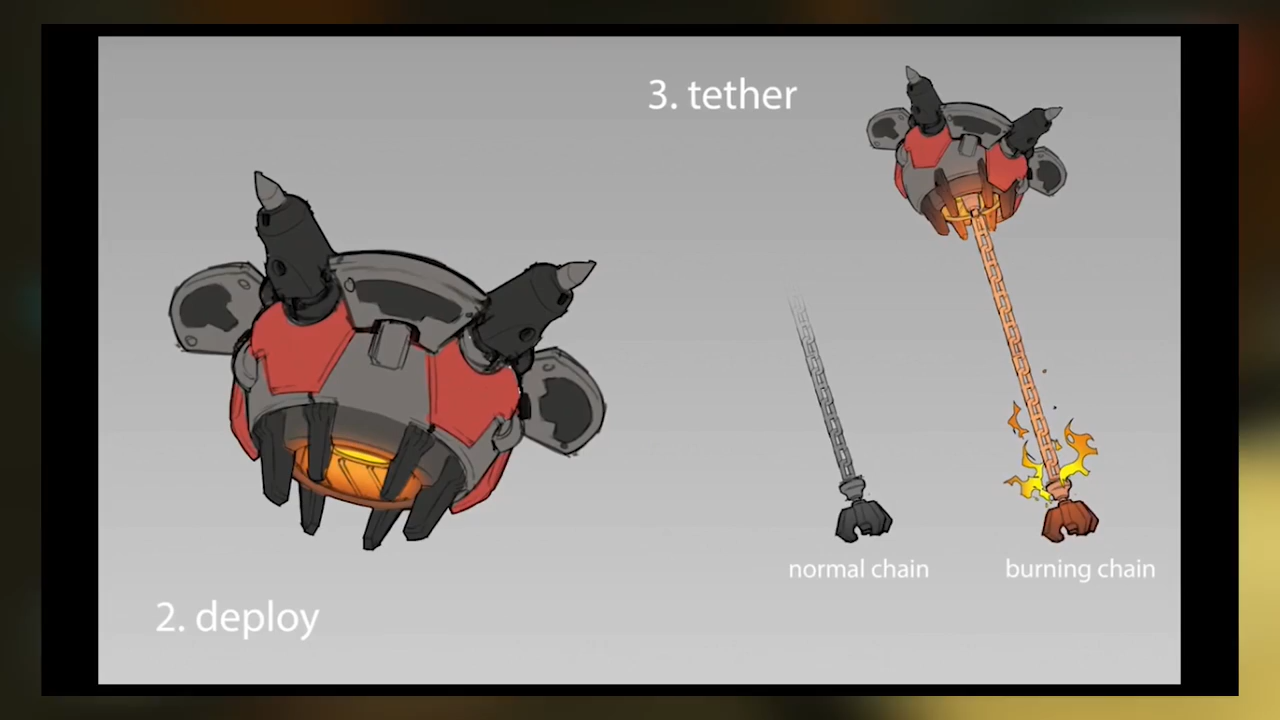 3. tether
normal chain
burning chain
2. deploy